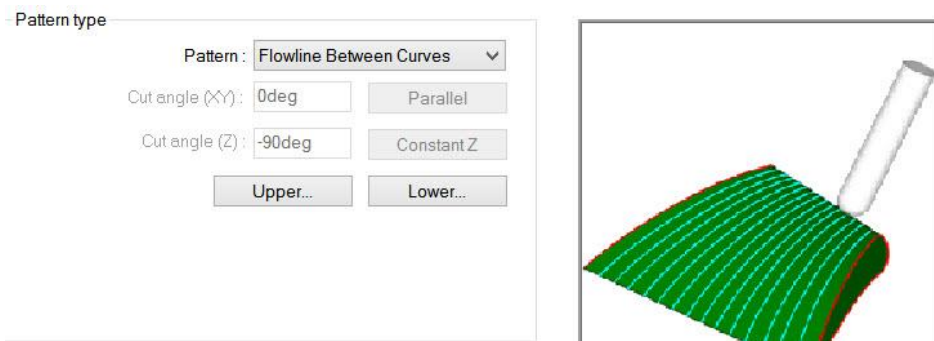 Pattern type
Pattern : Flowline Between Curves
Cut angle (XY) : 0deg Parallel
Cut angle (Z) : -90deg Constant Z
Upper... Lower...